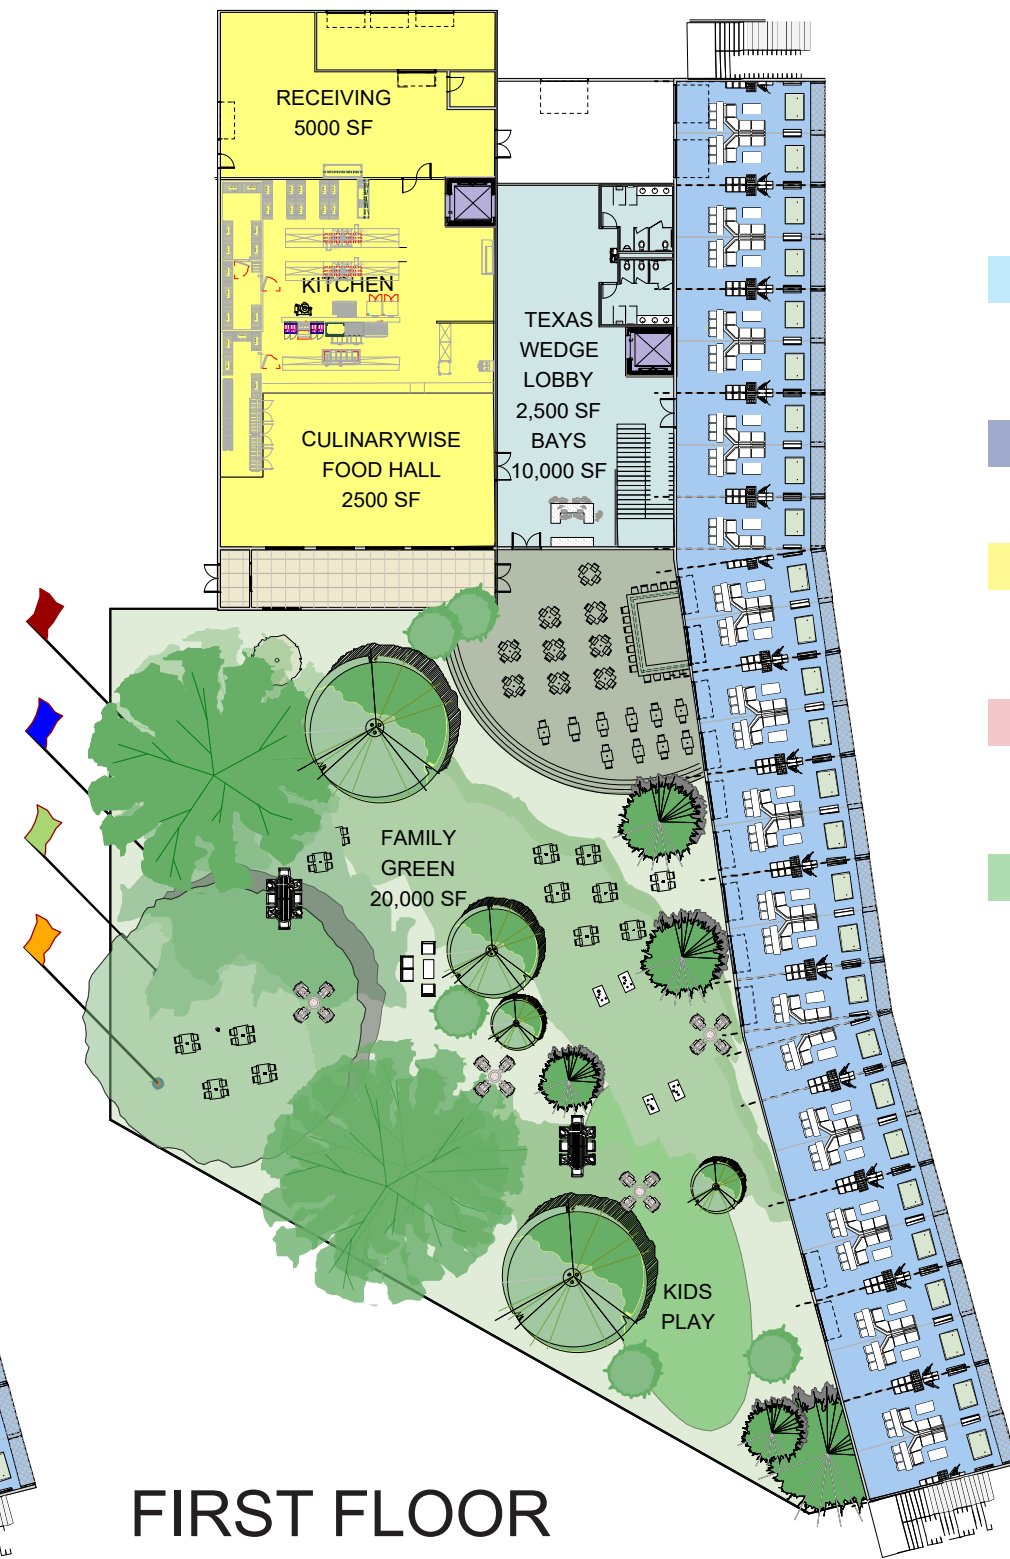 RECEIVING
5000 SF
KITCHEN
CULINARYWISE
FOOD HALL
2500 SF
TEXAS
WEDGE
LOBBY
2,500 SF
BAYS
10,000 SF
FAMILY
GREEN
20,000 SF
KIDS
PLAY
FIRST FLOOR